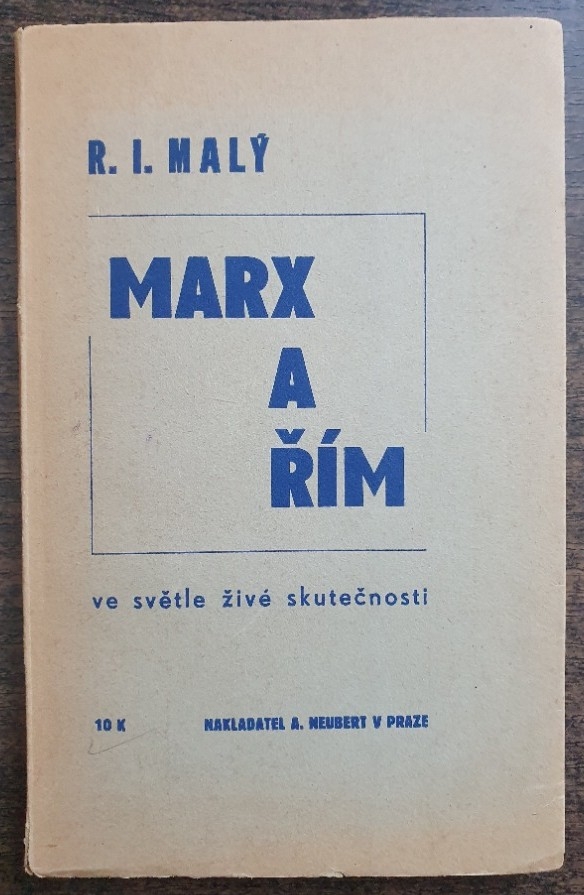 R. I. MALÝ
MARX
A
ŘÍM
ve světle živé skutečnosti
10 K NAKLADATEL A. NEUBERT V PRAZE